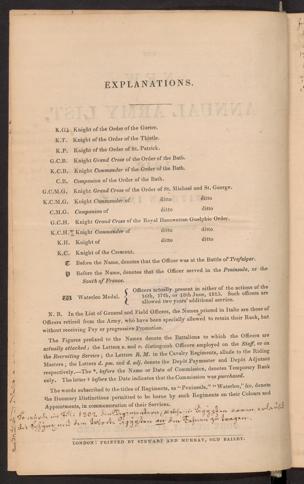 EXPLANATIONS.
K.G. Knight of the Order of the Garter.
K.T. Knight of the Order of the Thistle.
K.P. Knight of the Order of St. Patrick.
G.C.B. Knight Grand Cross of the Order of the Bath.
K.C.B. Knight Commander of the Order of the Bath.
C.B. Companion of the Order of the Bath.
G.C.M.G. Knight Grand Cross of the Order of St. Michael and St. George.
K.C.M.G. Knight Commander of ditto ditto
C.M.G. Companion of ditto ditto
G.C.H. Knight Grand Cross of the Royal Hanoverian Guelphic Order.
K.C.H. Knight Commander of ditto ditto
K.H. Knight of ditto ditto
K.C. Knight of the Crescent.
T Before the Name, denotes that the Officer was at the Battle of Trafalgar.
P Before the Name, denotes that the Officer served in the Peninsula, or the
South of France.
Waterloo Medal. { Officers actually present in either of the actions of the
16th, 17th, or 18th June, 1815. Such officers are
allowed two years' additional service.
N. B. In the List of General and Field Officers, the Names printed in Italic are those of
Officers retired from the Army, who have been specially allowed to retain their Rank, but
without receiving Pay or progressive Promotion.
The Figures prefixed to the Names denote the Battalions to which the Officers are
actually attached; the Letters s. and r. distinguish Officers employed on the Staff, or on
the Recruiting Service; the Letters R. M. in the Cavalry Regiments, allude to the Riding
Masters; the Letters d. pm. and d. adj. denote the Depôt Paymaster and Depôt Adjutant
respectively.—The *, before the Name or Date of Commission, denotes Temporary Rank
only. The letter P before the Date indicates that the Commission was purchased.
The words subscribed to the titles of Regiments, as "Peninsula," "Waterloo," &c. denote
the Honorary Distinctions permitted to be borne by such Regiments on their Colours and
Appointments, in commemoration of their Services.
LONDON: PRINTED BY STEWART AND MURRAY, OLD BAILEY.